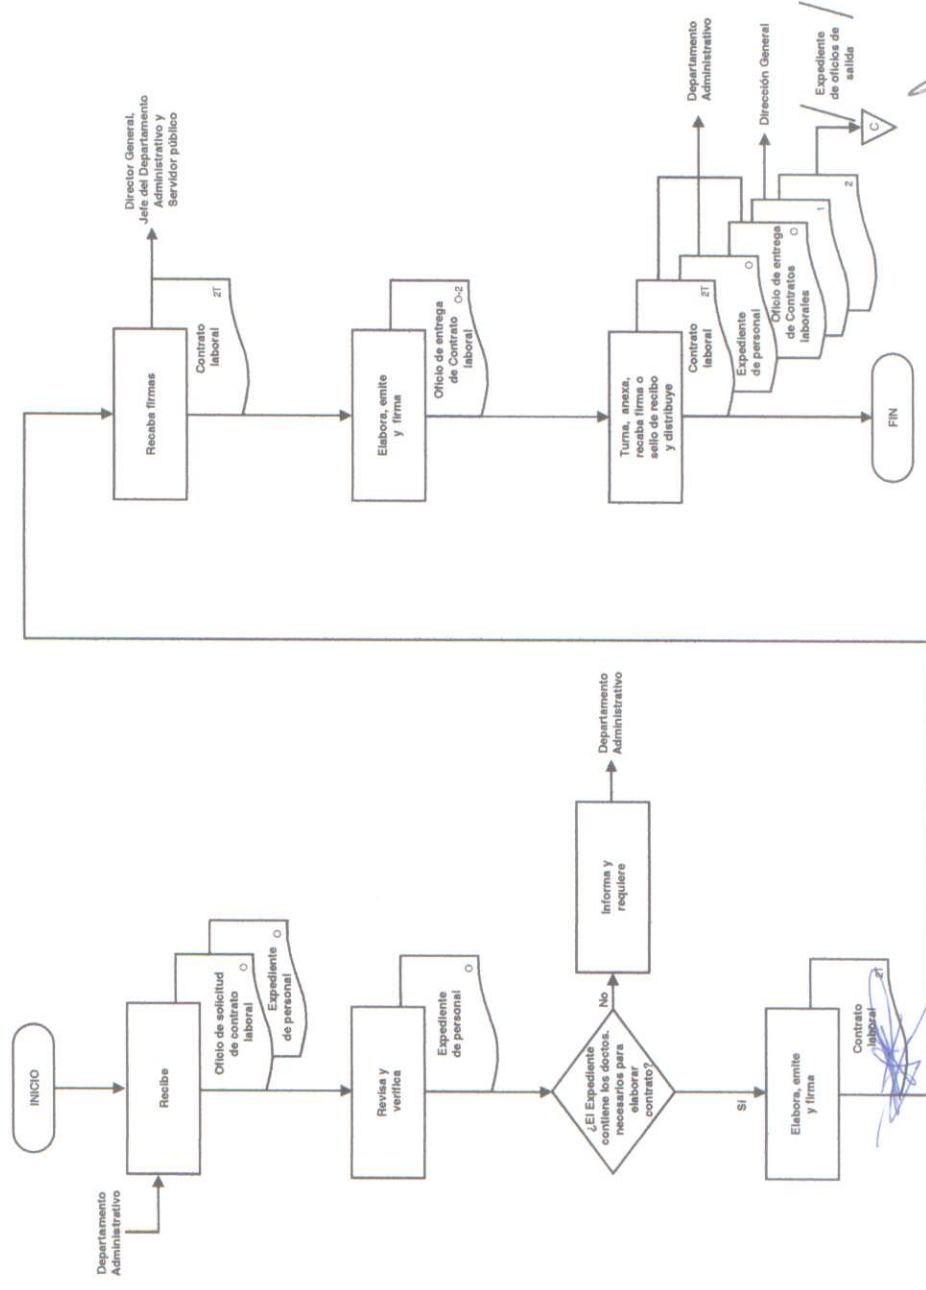 INICIO
Departamento
Administrativo
Recibe
Oficio de solicitud
de contrato
laboral
O
Expediente
de personal
O
Revisa y
verifica
Expediente
de personal
O
¿El Expediente
contiene los doctos.
necesarios para
elaborar
contrato?
No
Informa y
requiere
Departamento
Administrativo
Sí
Elabora, emite
y firma
Contrato
laboral
2T
Recaba firmas
Director General,
Jefe del Departamento
Administrativo y
Servidor público
Contrato
laboral
2T
Elabora, emite
y firma
Oficio de entrega
de Contrato
laboral
O-2
Turna, anexa,
recaba firma o
sello de recibo
y distribuye
Contrato
laboral
2T
Expediente
de personal
O
Oficio de entrega
de Contratos
laborales
O
1
2
Departamento
Administrativo
Dirección General
Expediente
de oficios de
salida
C
FIN